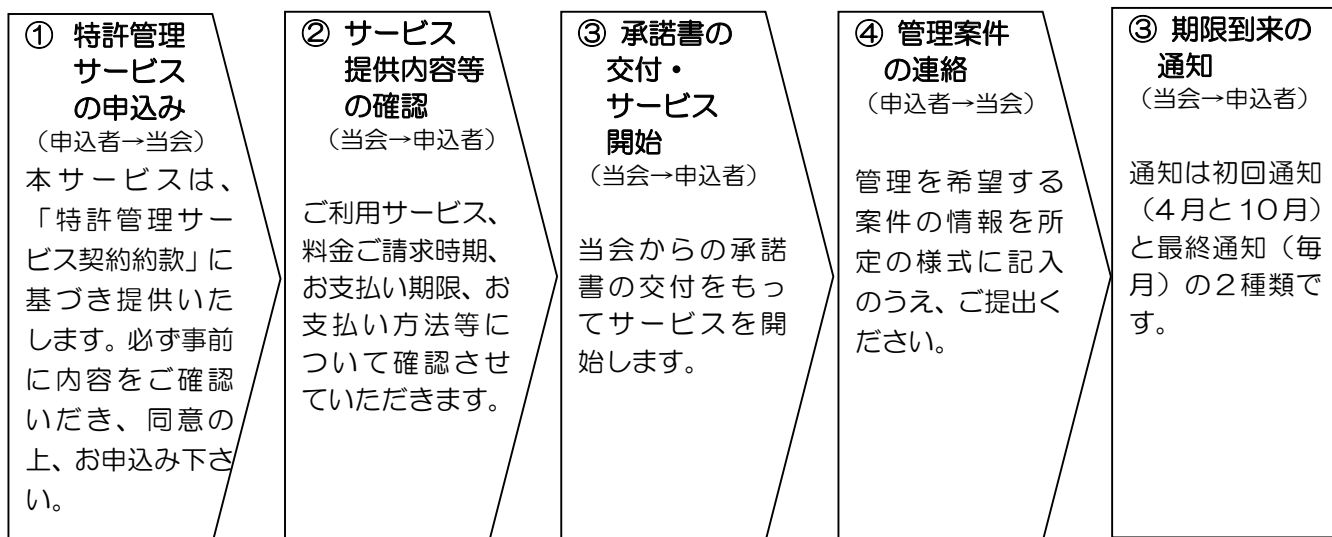 ① 特許管理
サービス
の申込み
（申込者→当会）
本サービスは、
「特許管理サー
ビス契約約款」に
基づき提供いた
します。必ず事前
に内容をご確認
いだき、同意の
上、お申込み下さ
い。
② サービス
提供内容等
の確認
（当会→申込者）
ご利用サービス、
料金ご請求時期、
お支払い期限、お
支払い方法等に
ついて確認させ
ていただきます。
③ 承諾書の
交付・
サービス
開始
（当会→申込者）
当会からの承諾
書の交付をもっ
てサービスを開
始します。
④ 管理案件
の連絡
（申込者→当会）
管理を希望する
案件の情報を所
定の様式に記入
のうえ、ご提出く
ださい。
③ 期限到来の
通知
（当会→申込者）
通知は初回通知
（４月と１０月）
と最終通知（毎
月）の２種類で
す。